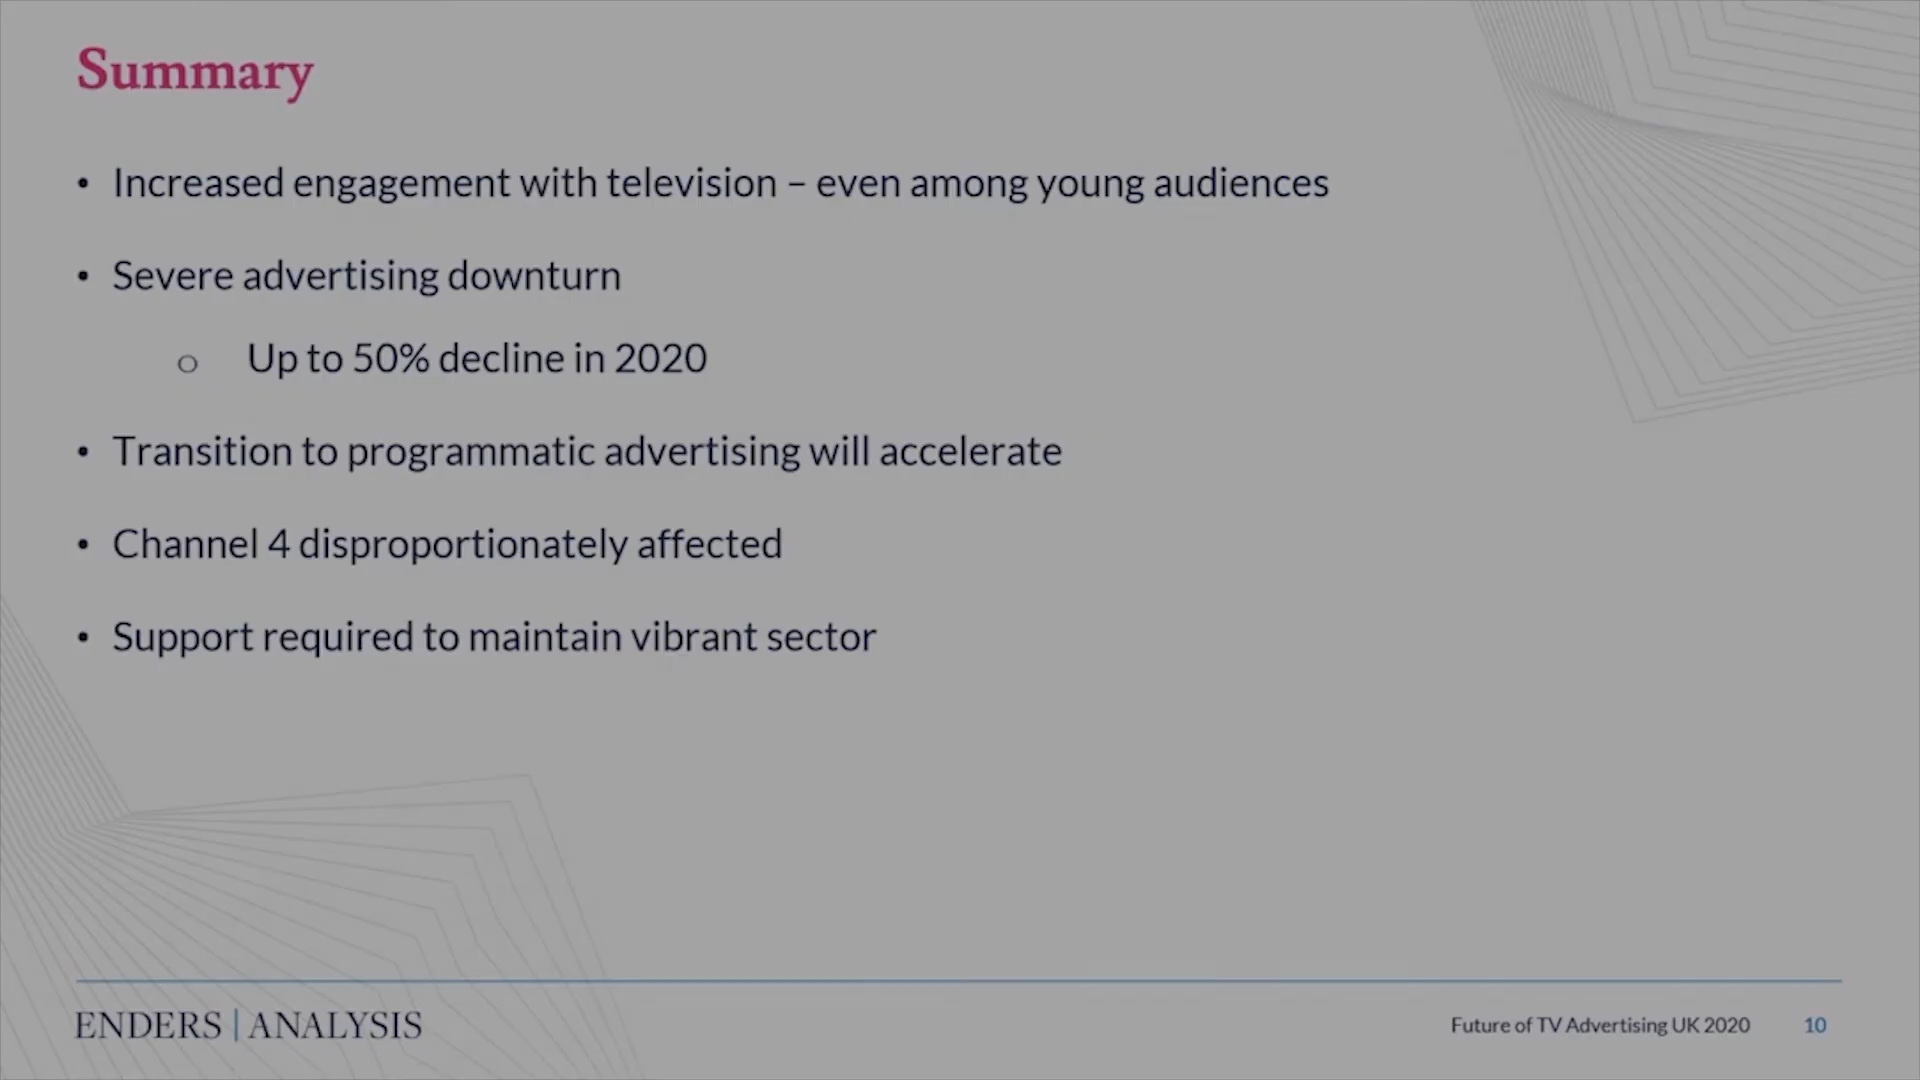 Summary
• Increased engagement with television – even among young audiences
• Severe advertising downturn
o Up to 50% decline in 2020
• Transition to programmatic advertising will accelerate
• Channel 4 disproportionately affected
• Support required to maintain vibrant sector
ENDERS | ANALYSIS
Future of TV Advertising UK 2020 10